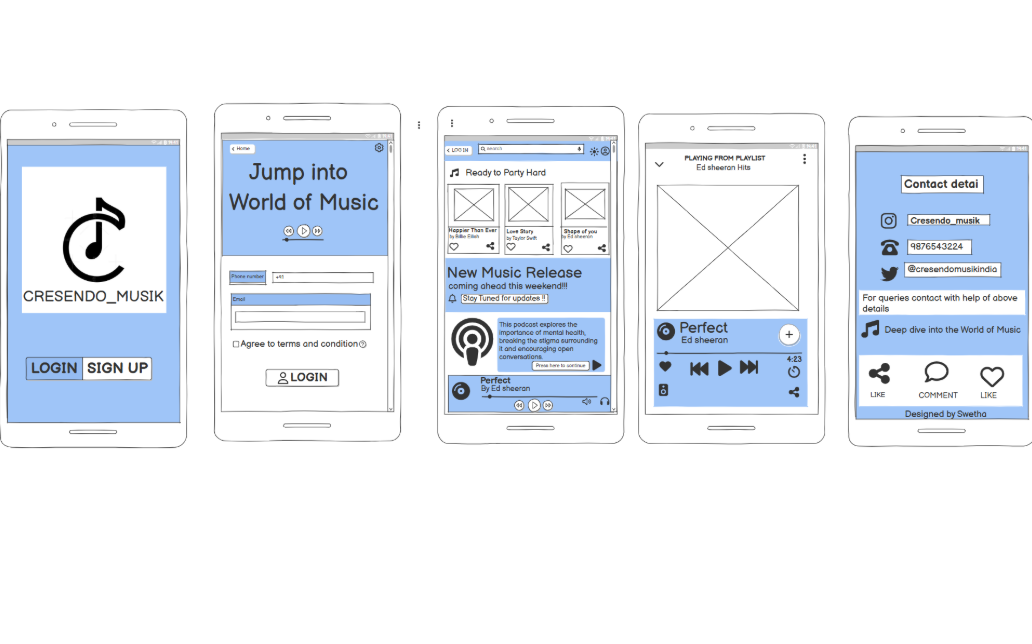 CRESENDO_MUSIK
LOGIN SIGN UP
Home
Jump into
World of Music
Phone number
+91
Email
Agree to terms and condition
LOGIN
LOG IN
search
Ready to Party Hard
Happier Than Ever
by Billie Eilish
Love Story
by Taylor Swift
Shape of you
by Ed sheeran
New Music Release
coming ahead this weekend!!!
Stay Tuned for updates !!
This podcast explores the
importance of mental health,
breaking the stigma surrounding
it and encouraging open
conversations.
Press here to continue
Perfect
By Ed sheeran
PLAYING FROM PLAYLIST
Ed sheeran Hits
Perfect
Ed sheeran
4:23
Contact detai
Cresendo_musik
9876543224
@cresendomusikindia
For queries contact with help of above
details
Deep dive into the World of Music
LIKE COMMENT LIKE
Designed by Swetha